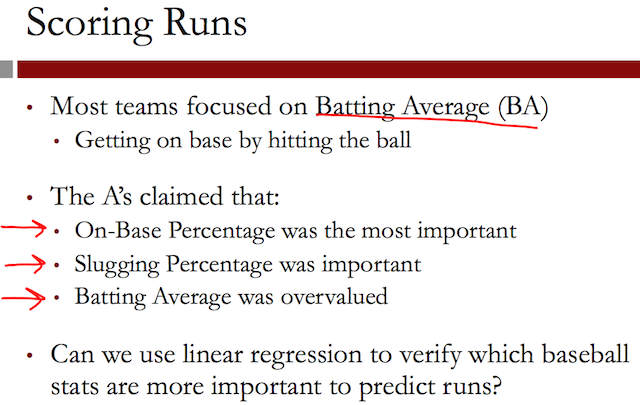 Scoring Runs
• Most teams focused on Batting Average (BA)
• Getting on base by hitting the ball
• The A's claimed that:
• On-Base Percentage was the most important
• Slugging Percentage was important
• Batting Average was overvalued
• Can we use linear regression to verify which baseball
stats are more important to predict runs?